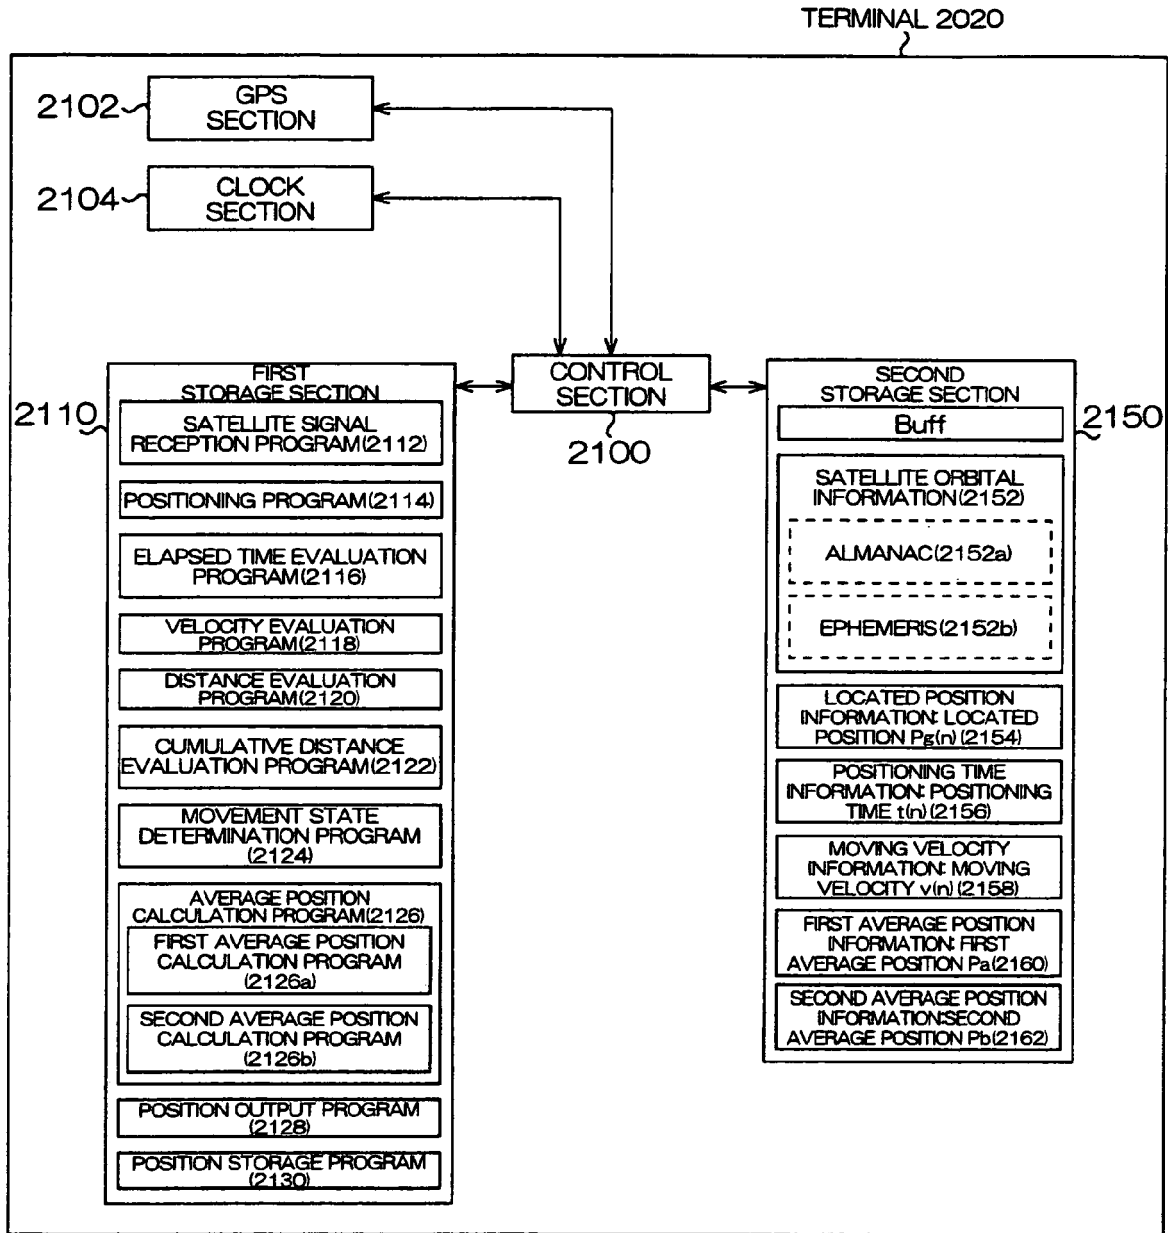 TERMINAL 2020
2102
GPS
SECTION
2104
CLOCK
SECTION
CONTROL
SECTION
2100
2110
FIRST
STORAGE SECTION
SATELLITE SIGNAL
RECEPTION PROGRAM(2112)
POSITIONING PROGRAM(2114)
ELAPSED TIME EVALUATION
PROGRAM(2116)
VELOCITY EVALUATION
PROGRAM(2118)
DISTANCE EVALUATION
PROGRAM(2120)
CUMULATIVE DISTANCE
EVALUATION PROGRAM(2122)
MOVEMENT STATE
DETERMINATION PROGRAM
(2124)
AVERAGE POSITION
CALCULATION PROGRAM(2126)
FIRST AVERAGE POSITION
CALCULATION PROGRAM
(2126a)
SECOND AVERAGE POSITION
CALCULATION PROGRAM
(2126b)
POSITION OUTPUT PROGRAM
(2128)
POSITION STORAGE PROGRAM
(2130)
SECOND
STORAGE SECTION
2150
Buff
SATELLITE ORBITAL
INFORMATION(2152)
ALMANAC(2152a)
EPHEMERIS(2152b)
LOCATED POSITION
INFORMATION: LOCATED
POSITION Pg(n)(2154)
POSITIONING TIME
INFORMATION: POSITIONING
TIME t(n)(2156)
MOVING VELOCITY
INFORMATION: MOVING
VELOCITY v(n)(2158)
FIRST AVERAGE POSITION
INFORMATION: FIRST
AVERAGE POSITION Pa(2160)
SECOND AVERAGE POSITION
INFORMATION:SECOND
AVERAGE POSITION Pb(2162)